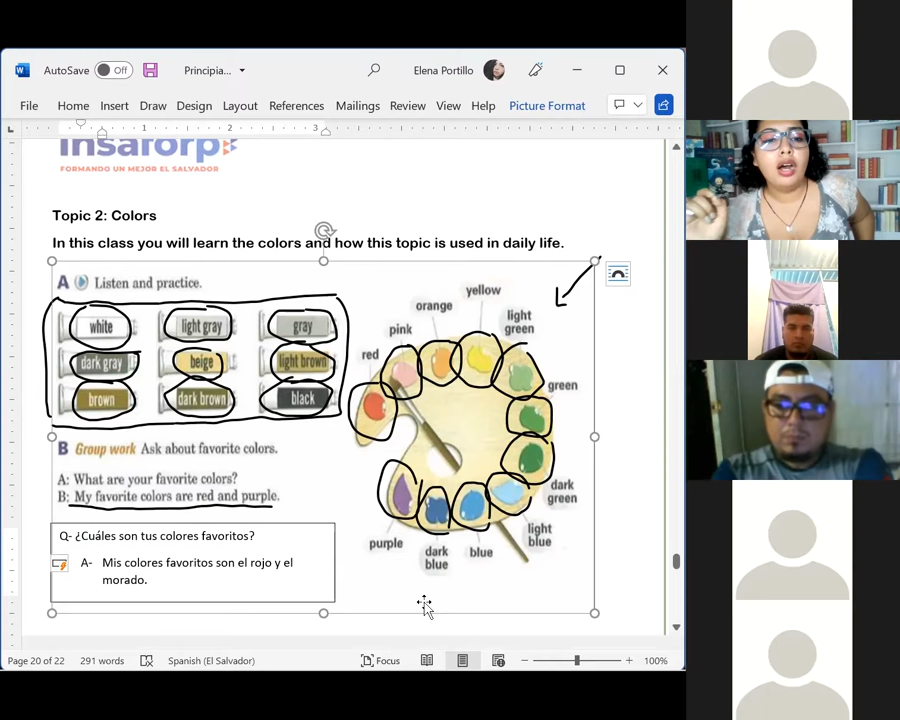 AutoSave Off Principia... Elena Portillo
File Home Insert Draw Design Layout References Mailings Review View Help Picture Format
1 2 3
insaforp
FORMANDO UN MEJOR EL SALVADOR
Topic 2: Colors
In this class you will learn the colors and how this topic is used in daily life.
A Listen and practice.
white light gray gray
dark gray beige light brown
brown dark brown black
B Group work Ask about favorite colors.
A: What are your favorite colors?
B: My favorite colors are red and purple.
Q- ¿Cuáles son tus colores favoritos?
A- Mis colores favoritos son el rojo y el
morado.
red
pink
orange
yellow
light
green
green
dark
green
light
blue
blue
dark
blue
purple
Page 20 of 22 291 words Spanish (El Salvador) Focus 100%